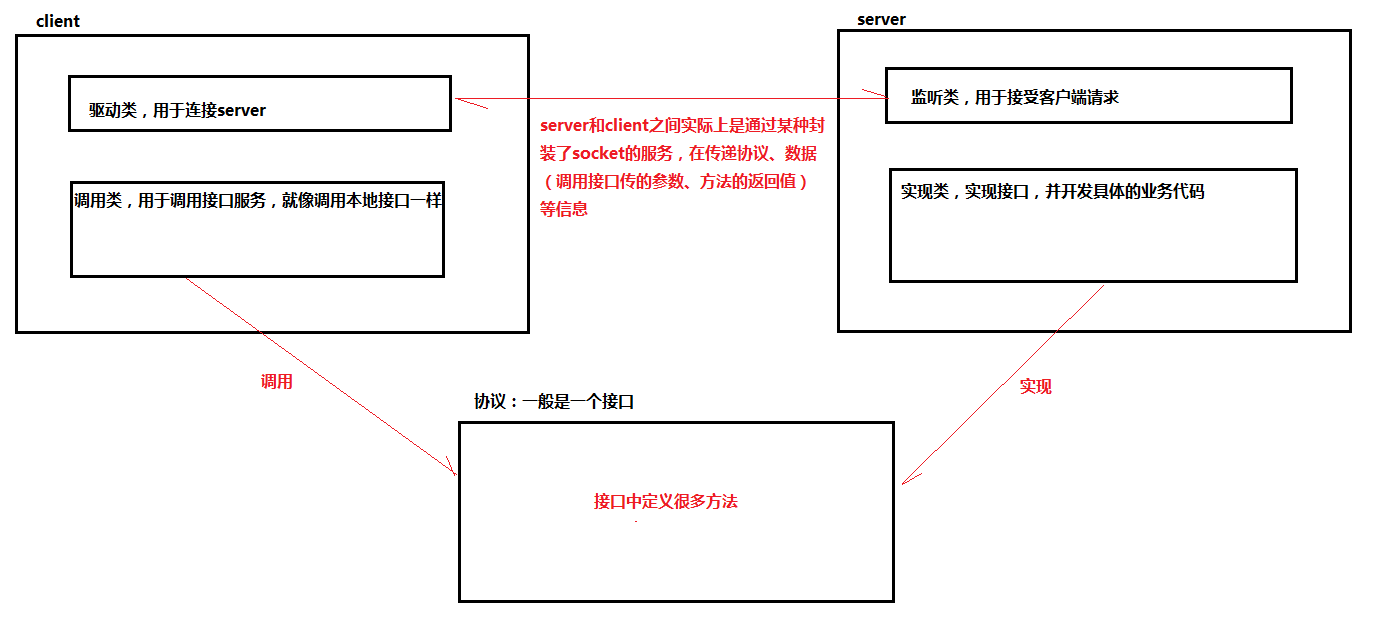 client
server
驱动类，用于连接server
监听类，用于接受客户端请求
server和client之间实际上是通过某种封
装了socket的服务，在传递协议、数据
（调用接口传的参数、方法的返回值）
等信息
调用类，用于调用接口服务，就像调用本地接口一样
实现类，实现接口，并开发具体的业务代码
调用
实现
协议：一般是一个接口
接口中定义很多方法